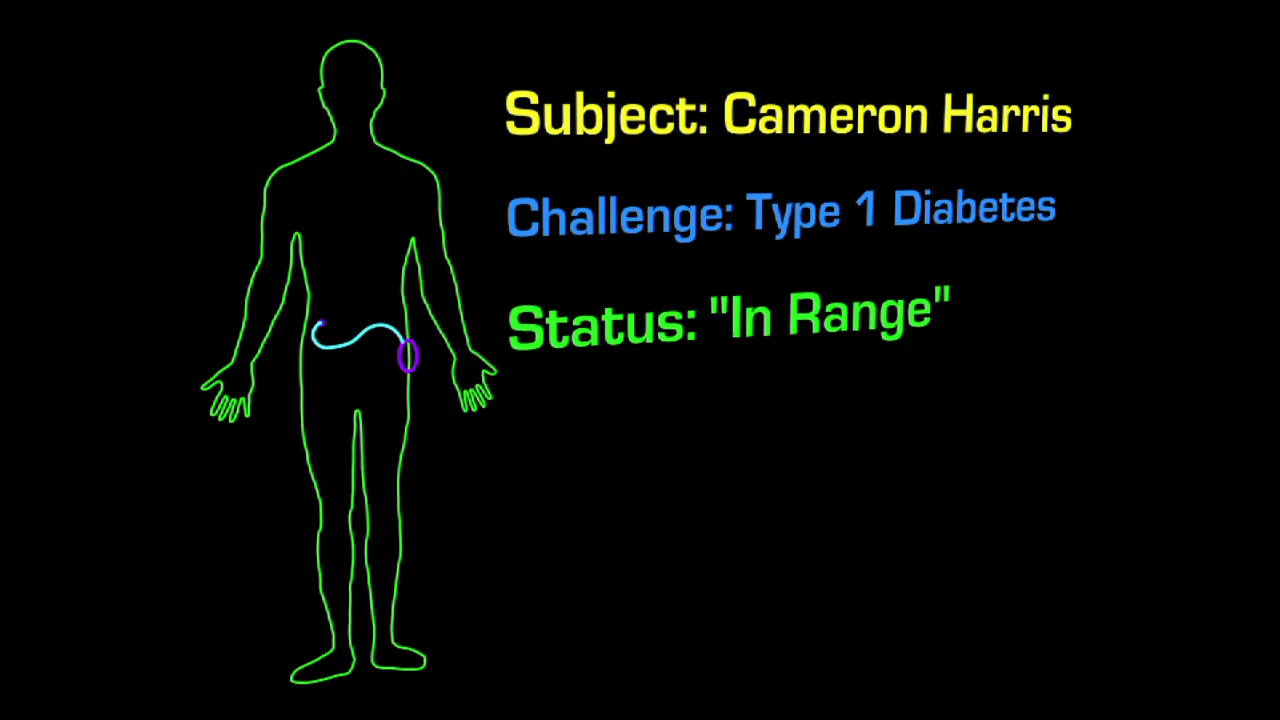 Subject: Cameron Harris
Challenge: Type 1 Diabetes
Status: "In Range"